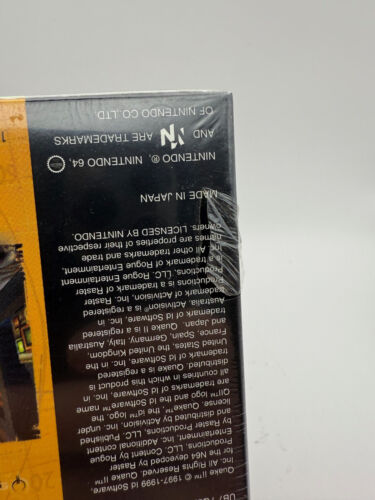 Quake II™ © 1997-1999 id Software,
Inc. All Rights Reserved. Quake II™
for the N64 developed by Raster
Productions, LLC. Content by Rogue
Entertainment, Inc. Additional content
by Raster Productions, LLC. Published
and distributed by Activision, Inc. under
license. Quake™, the "II"™ logo, the
id™ logo and the id Software™ name
are trademarks of id Software, Inc. in
all countries in which this product is
distributed. Quake® is a registered
trademark of id Software, Inc. in the
United States, the United Kingdom,
France, Spain, Germany, Italy, Australia
and Japan. Quake II is a registered
trademark of id Software, Inc. in
Australia. Activision® is a registered
trademark of Activision, Inc. Raster
Productions is a trademark of Raster
Productions, LLC. Rogue Entertainment
is a trademark of Rogue Entertainment,
Inc. All other trademarks and trade
names are properties of their respective
owners. LICENSED BY NINTENDO.
MADE IN JAPAN
NINTENDO, ®, NINTENDO 64,
AND N ARE TRADEMARKS
OF NINTENDO CO.,LTD.